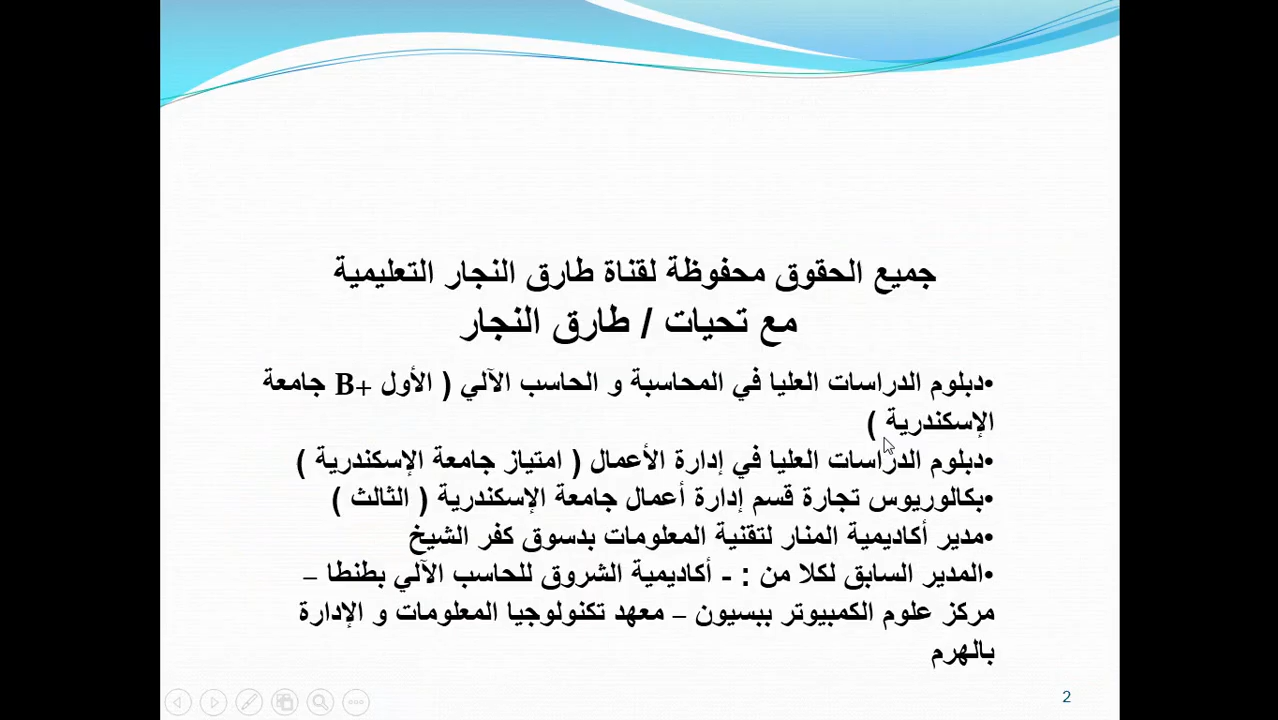 جميع الحقوق محفوظة لقناة طارق النجار التعليمية
مع تحيات / طارق النجار
•دبلوم الدراسات العليا في المحاسبة و الحاسب الآلي ( الأول +B جامعة
الإسكندرية )
•دبلوم الدراسات العليا في إدارة الأعمال ( امتياز جامعة الإسكندرية )
•بكالوريوس تجارة قسم إدارة أعمال جامعة الإسكندرية ( الثالث )
•مدير أكاديمية المنار لتقنية المعلومات بدسوق كفر الشيخ
•المدير السابق لكلا من : - أكاديمية الشروق للحاسب الآلي بطنطا –
مركز علوم الكمبيوتر ببسيون – معهد تكنولوجيا المعلومات و الإدارة
بالهرم
2